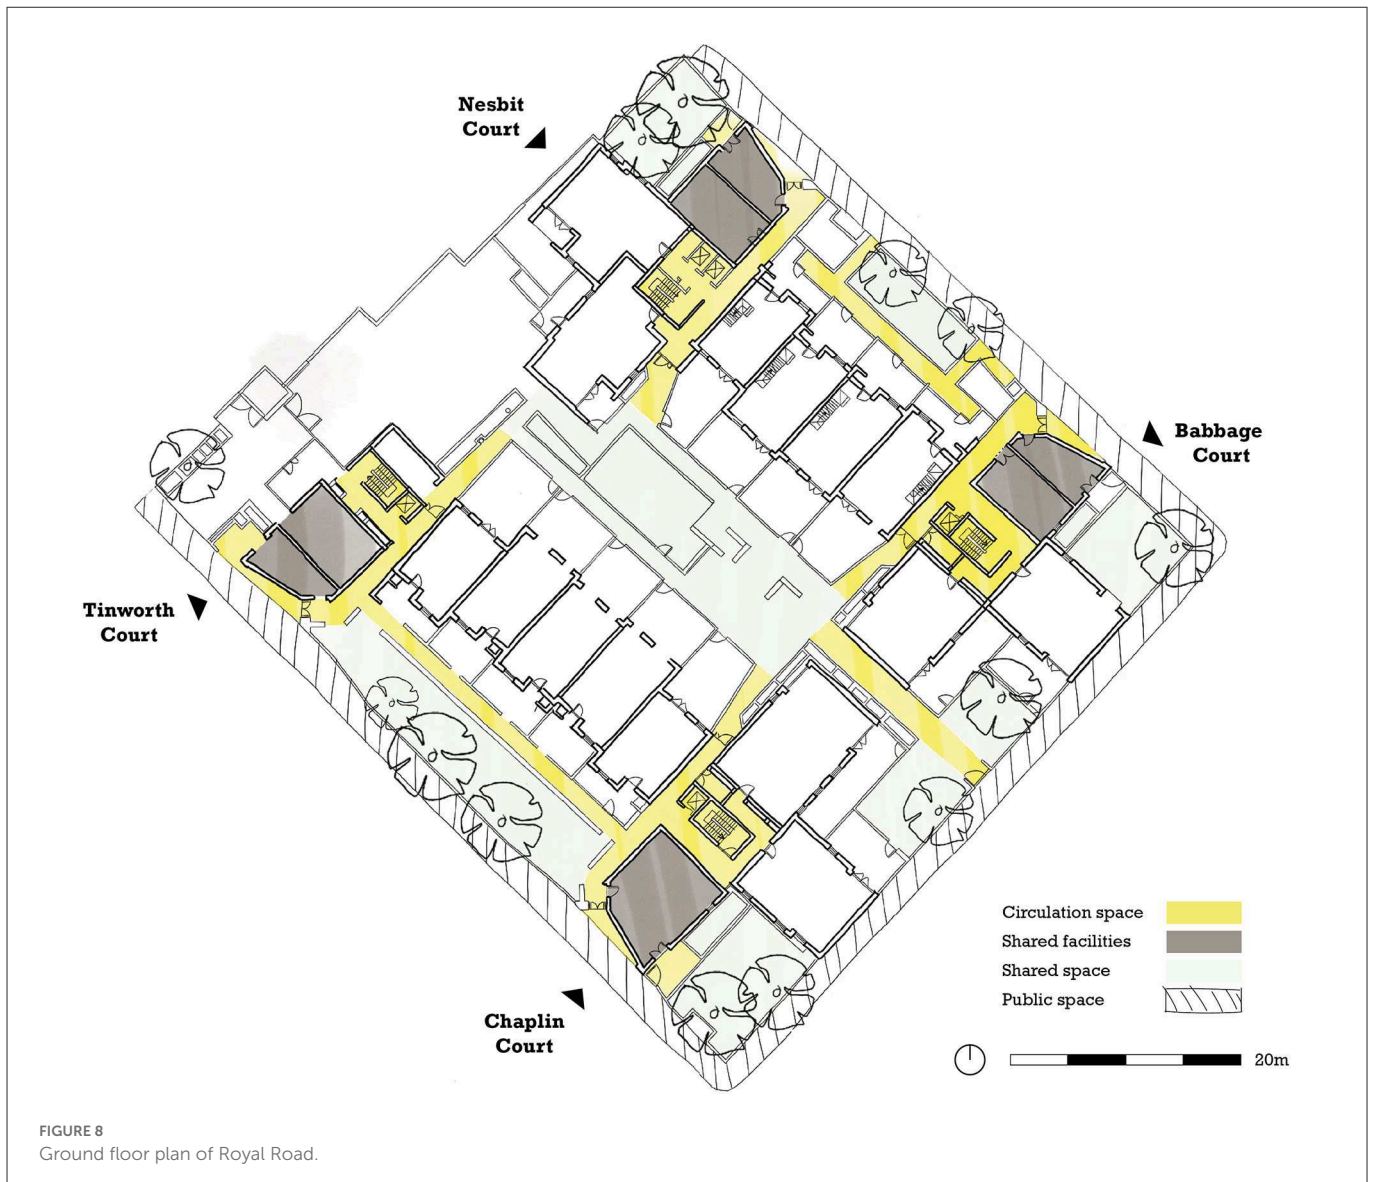 Nesbit
Court
Babbage
Court
Tinworth
Court
Chaplin
Court
Circulation space
Shared facilities
Shared space
Public space
20m
FIGURE 8
Ground floor plan of Royal Road.